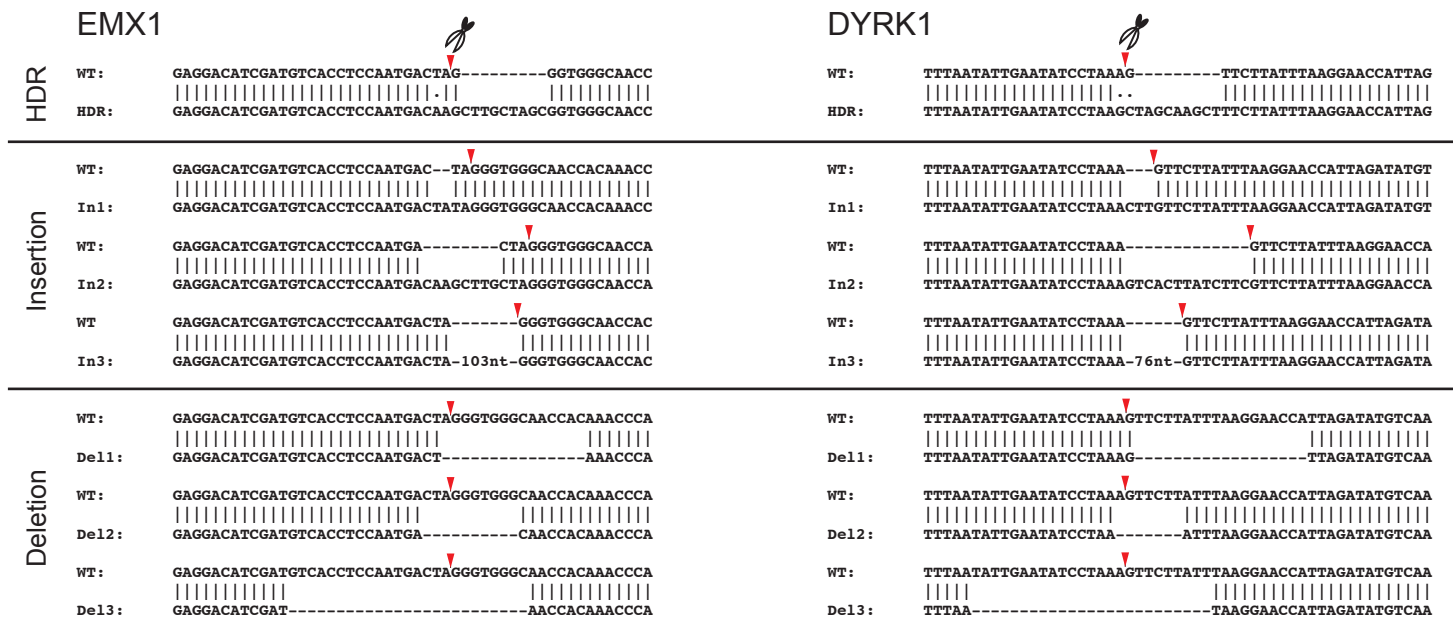 EMX1
HDR
WT: GAGGACATCGATGTCACCTCCAATGACTAG---------GGTGGGCAACC
HDR: GAGGACATCGATGTCACCTCCAATGACAAGCTTGCTAGCGGTGGGCAACC
Insertion
WT: GAGGACATCGATGTCACCTCCAATGAC--TAGGGTGGGCAACCACAAACC
In1: GAGGACATCGATGTCACCTCCAATGACTATAGGGTGGGCAACCACAAACC
WT: GAGGACATCGATGTCACCTCCAATGA--------CTAGGGTGGGCAACCA
In2: GAGGACATCGATGTCACCTCCAATGACAAGCTTGCTAGGGTGGGCAACCA
WT GAGGACATCGATGTCACCTCCAATGACTA-------GGGTGGGCAACCAC
In3: GAGGACATCGATGTCACCTCCAATGACTA-103nt-GGGTGGGCAACCAC
Deletion
WT: GAGGACATCGATGTCACCTCCAATGACTAGGGTGGGCAACCACAAACCCA
Del1: GAGGACATCGATGTCACCTCCAATGACT---------------AAACCCA
WT: GAGGACATCGATGTCACCTCCAATGACTAGGGTGGGCAACCACAAACCCA
Del2: GAGGACATCGATGTCACCTCCAATGA----------CAACCACAAACCCA
WT: GAGGACATCGATGTCACCTCCAATGACTAGGGTGGGCAACCACAAACCCA
Del3: GAGGACATCGAT-------------------------AACCACAAACCCA
DYRK1
WT: TTTAATATTGAATATCCTAAAG---------TTCTTATTTAAGGAACCATTAG
HDR: TTTAATATTGAATATCCTAAGCTAGCAAGCTTTCTTATTTAAGGAACCATTAG
WT: TTTAATATTGAATATCCTAAA---GTTCTTATTTAAGGAACCATTAGATATGT
In1: TTTAATATTGAATATCCTAAACTTGTTCTTATTTAAGGAACCATTAGATATGT
WT: TTTAATATTGAATATCCTAAA-------------GTTCTTATTTAAGGAACCA
In2: TTTAATATTGAATATCCTAAAGTCACTTATCTTCGTTCTTATTTAAGGAACCA
WT: TTTAATATTGAATATCCTAAA------GTTCTTATTTAAGGAACCATTAGATA
In3: TTTAATATTGAATATCCTAAA-76nt-GTTCTTATTTAAGGAACCATTAGATA
WT: TTTAATATTGAATATCCTAAAGTTCTTATTTAAGGAACCATTAGATATGTCAA
Del1: TTTAATATTGAATATCCTAAAG------------------TTAGATATGTCAA
WT: TTTAATATTGAATATCCTAAAGTTCTTATTTAAGGAACCATTAGATATGTCAA
Del2: TTTAATATTGAATATCCTAA-------ATTTAAGGAACCATTAGATATGTCAA
WT: TTTAATATTGAATATCCTAAAGTTCTTATTTAAGGAACCATTAGATATGTCAA
Del3: TTTAA-------------------------TAAGGAACCATTAGATATGTCAA